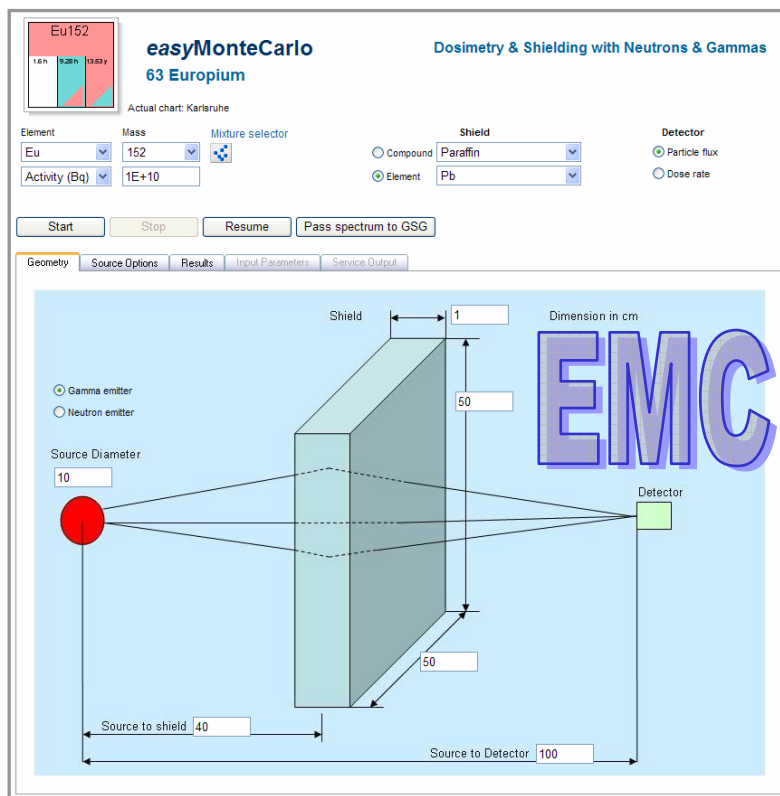 Eu152
1.6 h 9.28 h 13.53 y
easyMonteCarlo
63 Europium
Dosimetry & Shielding with Neutrons & Gammas
Actual chart: Karlsruhe
Element Mass Mixture selector Shield Detector
Eu 152 Compound Paraffin Particle flux
Activity (Bq) 1E+10 Element Pb Dose rate
Start Stop Resume Pass spectrum to GSG
Geometry Source Options Results Input Parameters Service Output
Shield 1 Dimension in cm
EMC
Gamma emitter
Neutron emitter
50
Source Diameter
10
Detector
50
Source to shield 40
Source to Detector 100